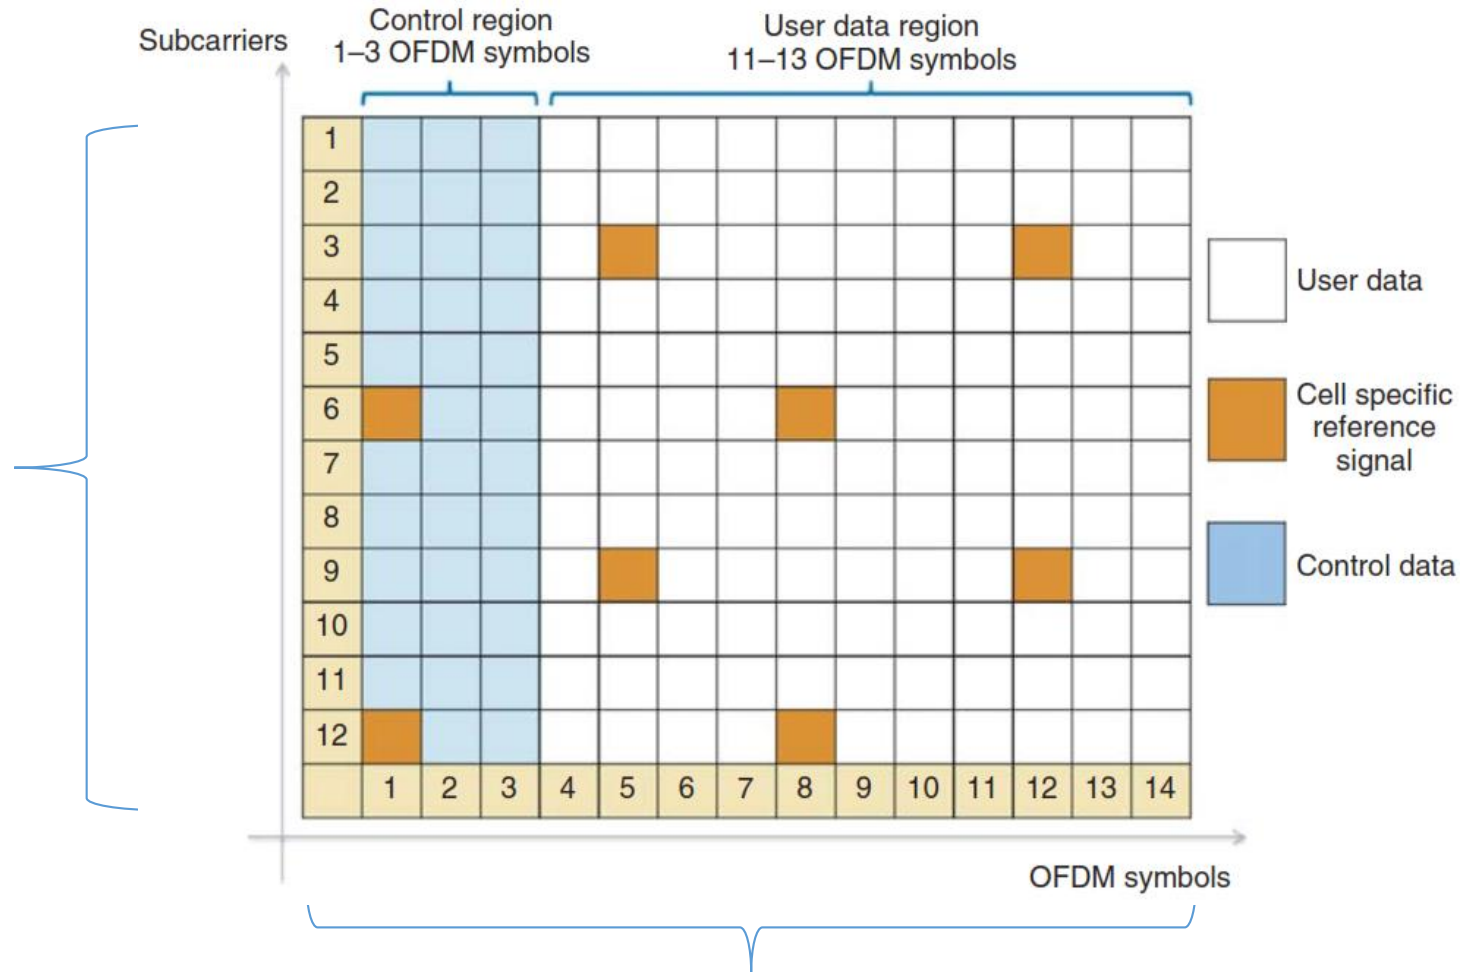 Subcarriers
Control region
1–3 OFDM symbols
User data region
11–13 OFDM symbols
1
2
3
4
5
6
7
8
9
10
11
12
1 2 3 4 5 6 7 8 9 10 11 12 13 14
OFDM symbols
User data
Cell specific
reference
signal
Control data